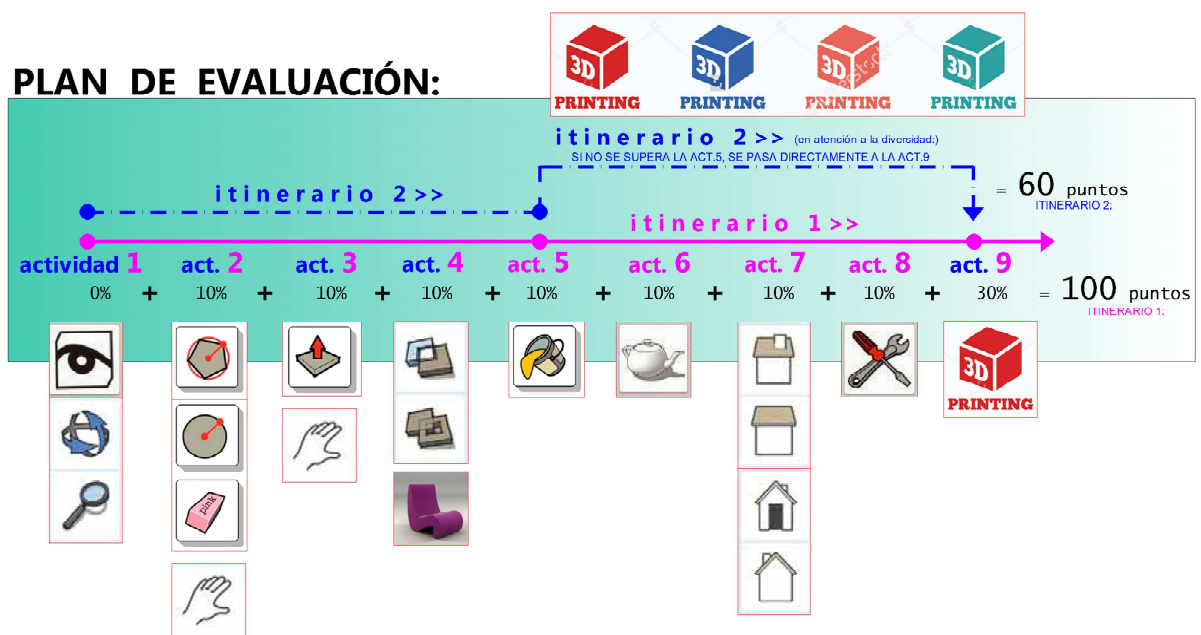 3D 3D 3D 3D
PRINTING PRINTING PRINTING PRINTING
PLAN DE EVALUACIÓN:
itinerario 2 >> (en atención a la diversidad:)
SI NO SE SUPERA LA ACT.5, SE PASA DIRECTAMENTE A LA ACT.9
itinerario 2 >>
= 60 puntos
ITINERARIO 2:
itinerario 1 >>
actividad 1 act. 2 act. 3 act. 4 act. 5 act. 6 act. 7 act. 8 act. 9
0% + 10% + 10% + 10% + 10% + 10% + 10% + 10% + 30% = 100 puntos
ITINERARIO 1:
3D
PRINTING
pink